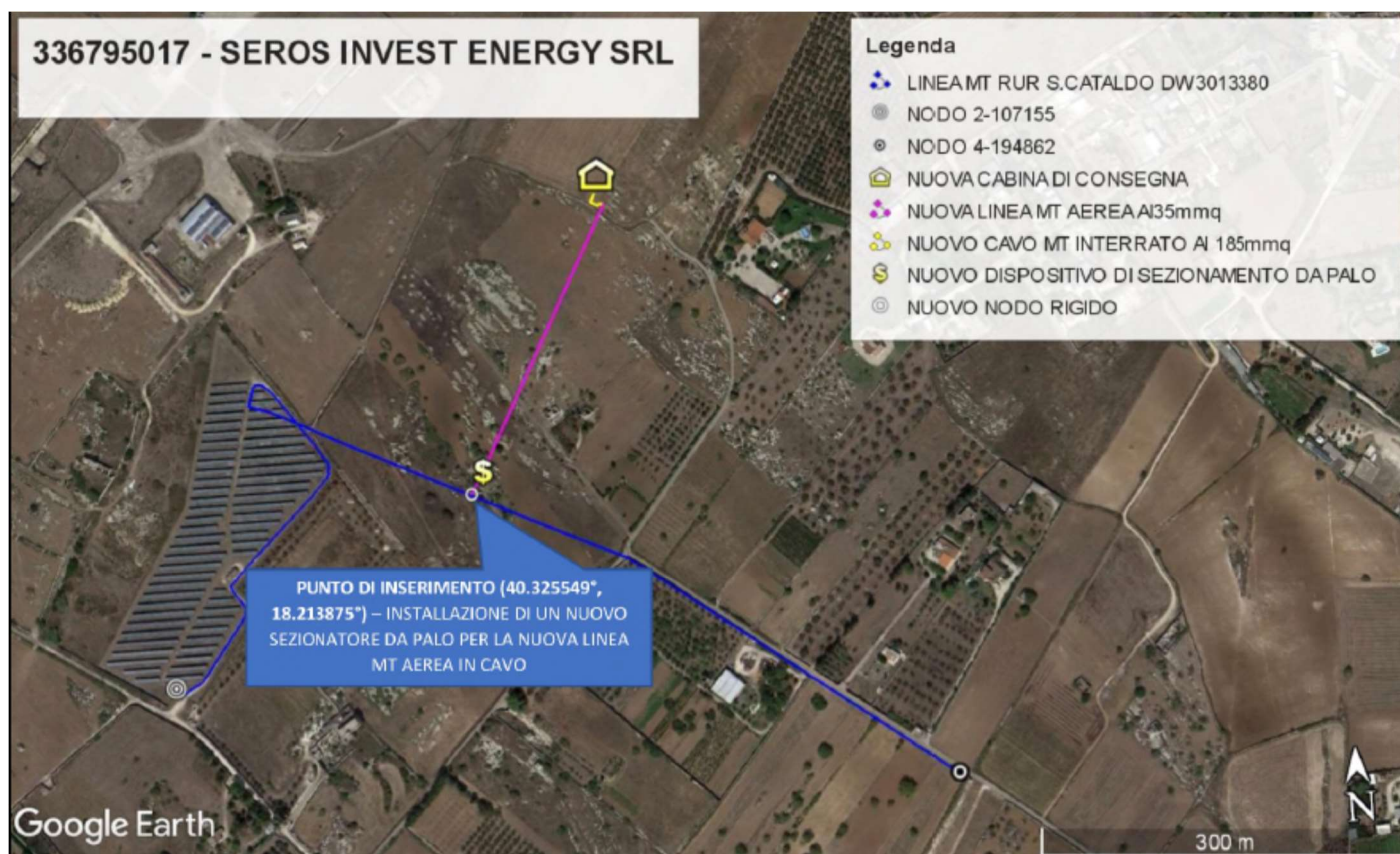 336795017 - SEROS INVEST ENERGY SRL
Legenda
LINEA MT RUR S.CATALDO DW3013380
NODO 2-107155
NODO 4-194862
NUOVA CABINA DI CONSEGNA
NUOVA LINEA MT AEREA Al35mmq
NUOVO CAVO MT INTERRATO Al 185mmq
NUOVO DISPOSITIVO DI SEZIONAMENTO DA PALO
NUOVO NODO RIGIDO
S
PUNTO DI INSERIMENTO (40.325549°,
18.213875°) – INSTALLAZIONE DI UN NUOVO
SEZIONATORE DA PALO PER LA NUOVA LINEA
MT AEREA IN CAVO
Google Earth
N
300 m